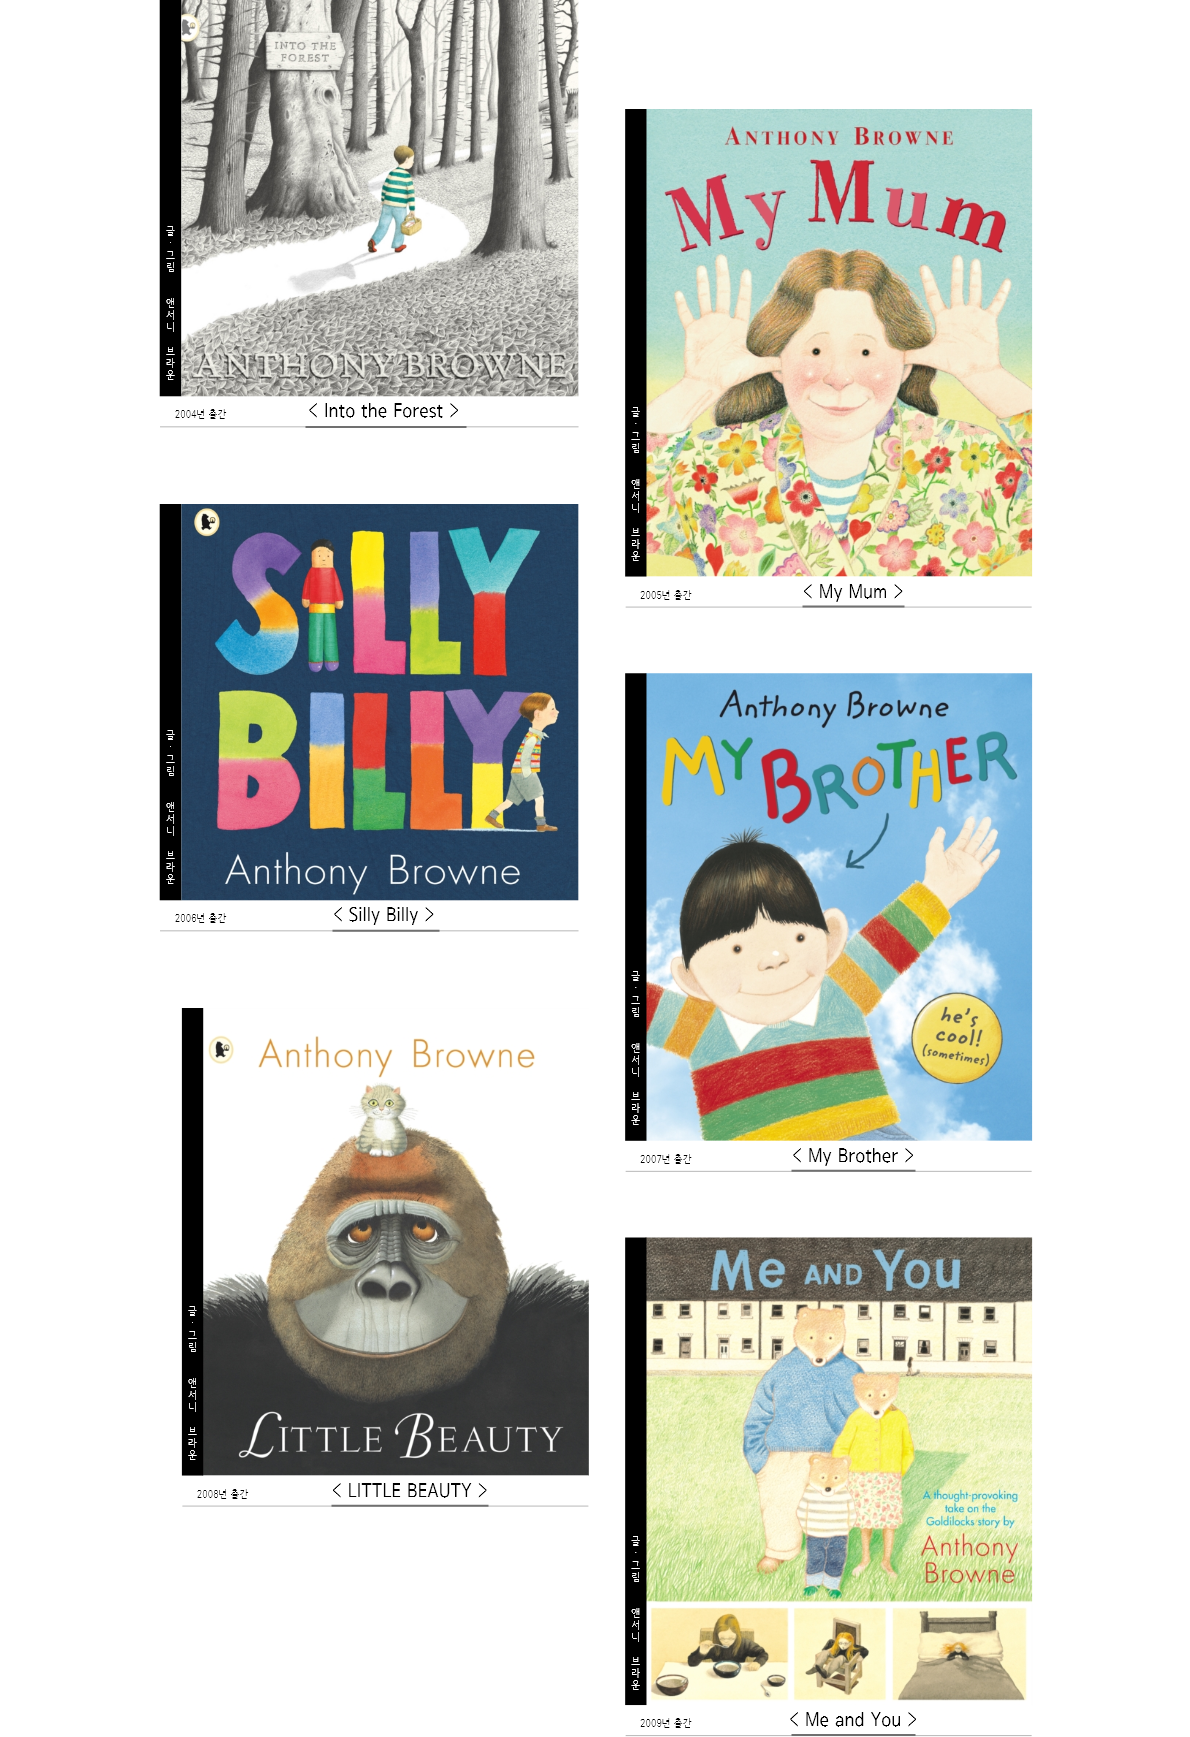 INTO THE
FOREST
글·그림 앤서니 브라운
ANTHONY BROWNE
2004년 출간
< Into the Forest >
ANTHONY BROWNE
My Mum
글·그림 앤서니 브라운
2005년 출간
< My Mum >
SILLY
BILLY
Anthony Browne
글·그림 앤서니 브라운
2006년 출간
< Silly Billy >
Anthony Browne
MY BROTHER
he's
cool!
(sometimes)
글·그림 앤서니 브라운
2007년 출간
< My Brother >
Anthony Browne
LITTLE BEAUTY
글·그림 앤서니 브라운
2008년 출간
< LITTLE BEAUTY >
Me AND You
A thought-provoking
take on the
Goldilocks story by
Anthony
Browne
글·그림 앤서니 브라운
2009년 출간
< Me and You >